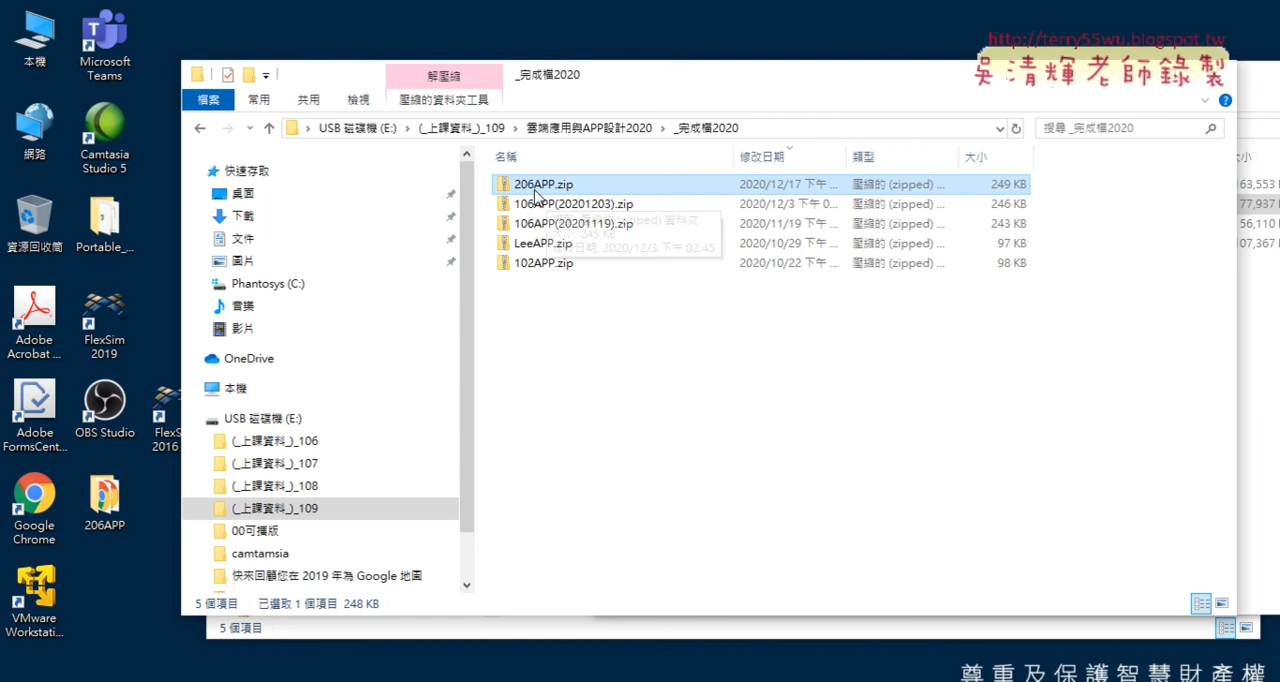 本機
Microsoft
Teams
網路
Camtasia
Studio 5
資源回收筒
Portable_...
Adobe
Acrobat ...
FlexSim
2019
Adobe
FormsCent...
OBS Studio
FlexS
2016
Google
Chrome
206APP
VMware
Workstati...
http://terry55wu.blogspot.tw
吳清輝老師錄製
解壓縮
_完成檔2020
檔案
常用
共用
檢視
壓縮的資料夾工具
USB 磁碟機 (E:) › (_上課資料_)_109 › 雲端應用與APP設計2020 › _完成檔2020
搜尋 _完成檔2020
快速存取
桌面
下載
文件
圖片
Phantosys (C:)
音樂
影片
OneDrive
本機
USB 磁碟機 (E:)
(_上課資料_)_106
(_上課資料_)_107
(_上課資料_)_108
(_上課資料_)_109
00可攜版
camtamsia
快來回顧您在 2019 年為 Google 地圖
名稱 修改日期 類型 大小
206APP.zip 2020/12/17 下午 ... 壓縮的 (zipped) ... 249 KB
106APP(20201203).zip 2020/12/3 下午 0... 壓縮的 (zipped) ... 246 KB
106APP(20201119).zip 2020/11/19 下午 ... 壓縮的 (zipped) ... 243 KB
LeeAPP.zip 2020/10/29 下午 ... 壓縮的 (zipped) ... 97 KB
102APP.zip 2020/10/22 下午 ... 壓縮的 (zipped) ... 98 KB
63,553
77,937
56,110
07,367
5 個項目 已選取 1 個項目 248 KB
5 個項目
尊重及保護智慧財產權